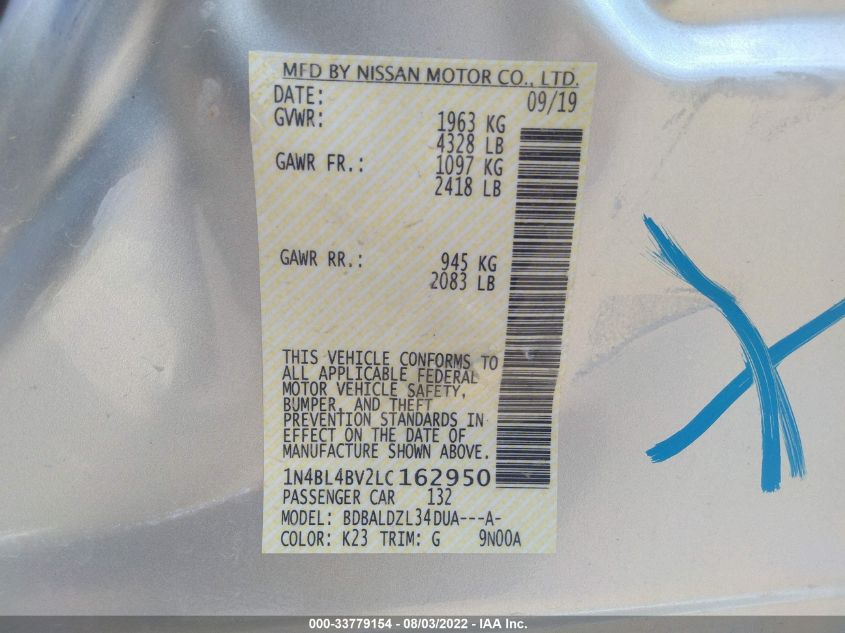 MFD BY NISSAN MOTOR CO., LTD.
DATE: 09/19
GVWR: 1963 KG
4328 LB
GAWR FR.: 1097 KG
2418 LB
GAWR RR.: 945 KG
2083 LB
THIS VEHICLE CONFORMS TO
ALL APPLICABLE FEDERAL
MOTOR VEHICLE SAFETY,
BUMPER, AND THEFT
PREVENTION STANDARDS IN
EFFECT ON THE DATE OF
MANUFACTURE SHOWN ABOVE.
1N4BL4BV2LC162950
PASSENGER CAR 132
MODEL: BDBALDZL34DUA---A-
COLOR: K23 TRIM: G 9N00A
000-33779154 - 08/03/2022 - IAA Inc.